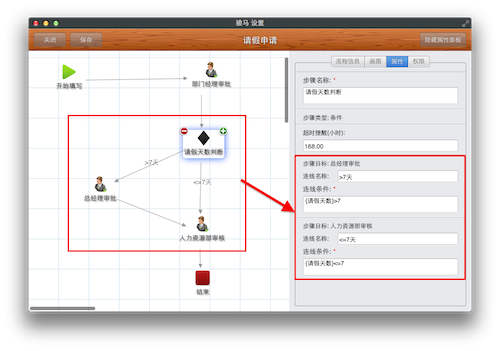 骏马 设置
关闭
保存
请假申请
隐藏属性面板
开始填写
部门经理审批
请假天数判断
>7天
<=7天
总经理审批
人力资源部审核
结束
流程信息
画面
属性
权限
步骤名称: *
请假天数判断
步骤类型: 条件
超时提醒(小时):
168.00
步骤目标: 总经理审批
连线名称: >7天
连线条件: *
{请假天数}>7
步骤目标: 人力资源部审核
连线名称: <=7天
连线条件: *
{请假天数}<=7